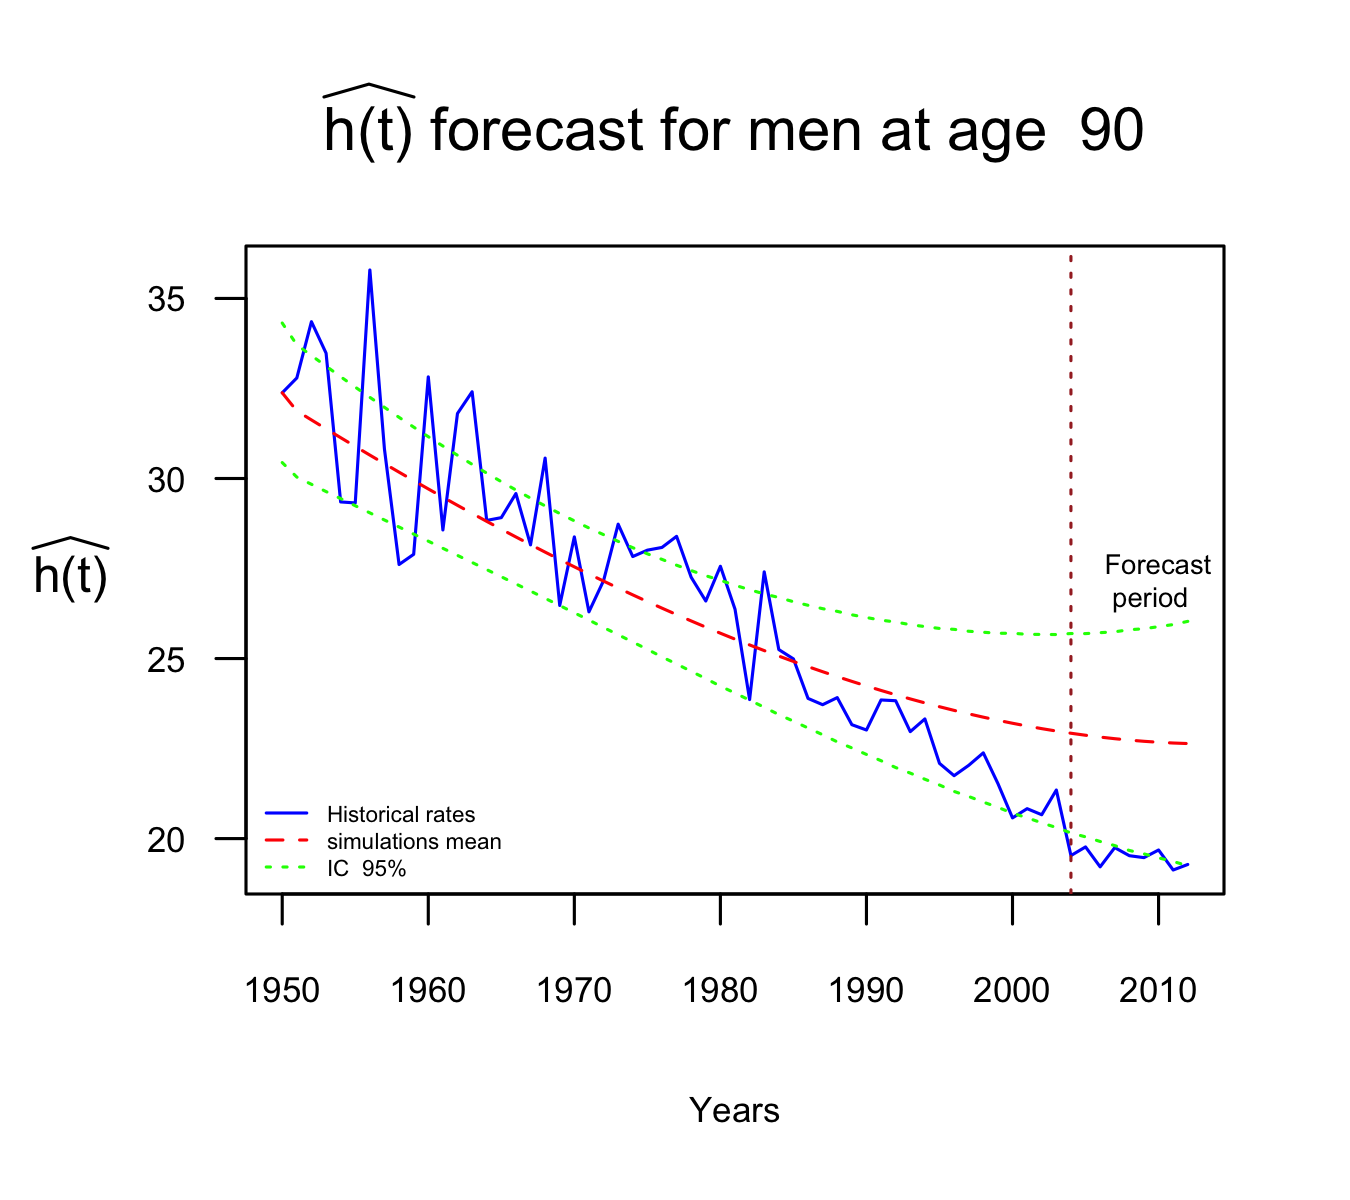 h(t) forecast for men at age 90
35
30
25
20
h(t)
Forecast
period
Historical rates
simulations mean
IC 95%
1950 1960 1970 1980 1990 2000 2010
Years